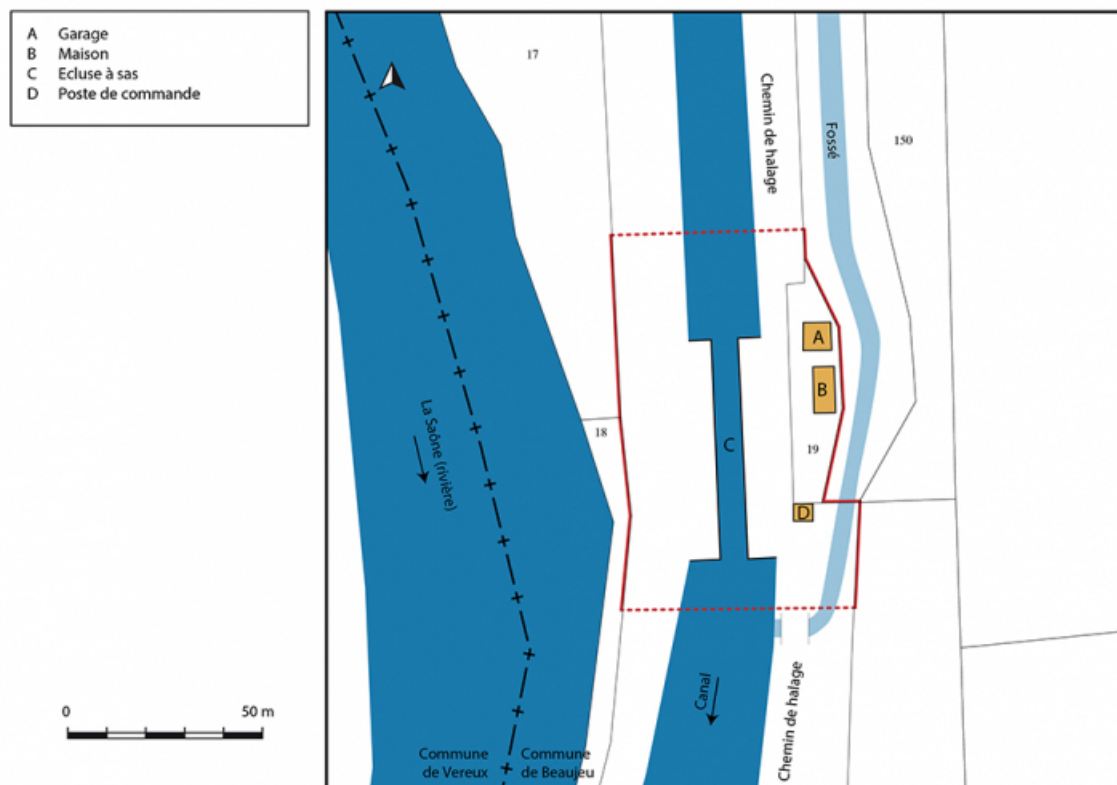 A Garage
B Maison
C Ecluse à sas
D Poste de commande
17
Chemin de halage
Fossé
150
A
B
La Saône (rivière)
18
C
19
D
Canal
Chemin de halage
0 50 m
Commune
de Vereux
Commune
de Beaujeu